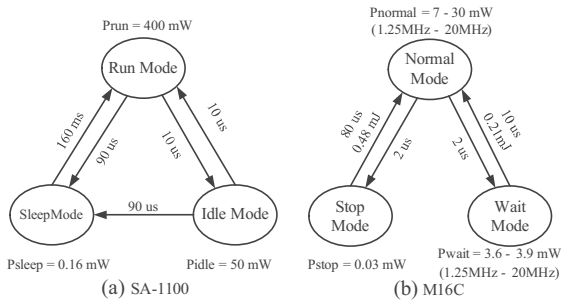 Prun = 400 mW
Run Mode
160 ms
90 us
10 us
10 us
SleepMode
90 us
Idle Mode
Psleep = 0.16 mW
Pidle = 50 mW
(a) SA-1100
Pnormal = 7 - 30 mW
(1.25MHz - 20MHz)
Normal
Mode
80 us
0.48 mJ
2 us
2 us
10 us
0.21mJ
Stop
Mode
Wait
Mode
Pstop = 0.03 mW
Pwait = 3.6 - 3.9 mW
(1.25MHz - 20MHz)
(b) M16C